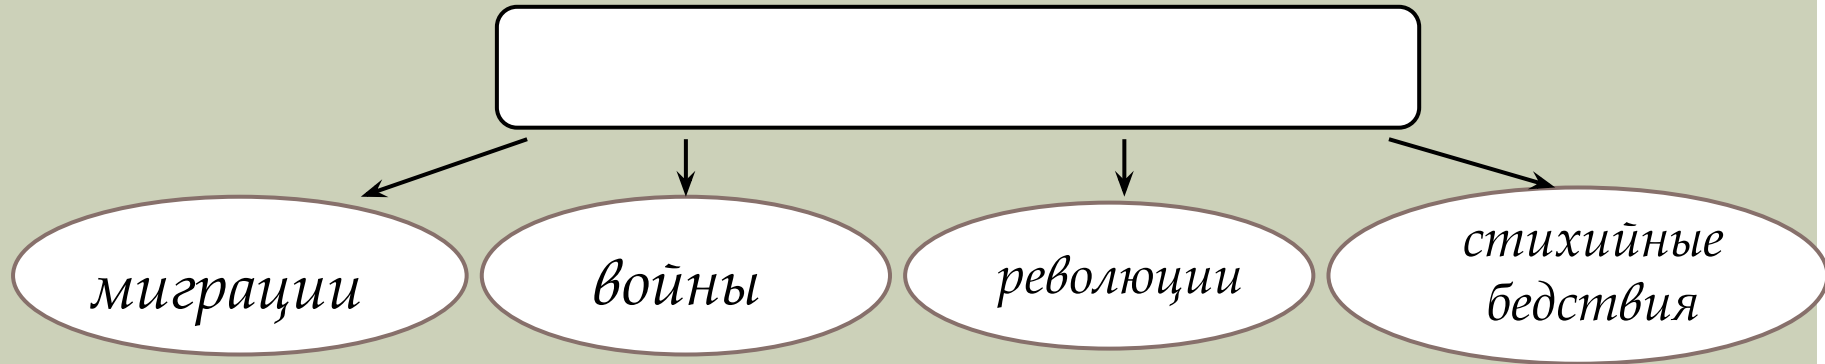 миграции
войны
революции
стихийные
бедствия